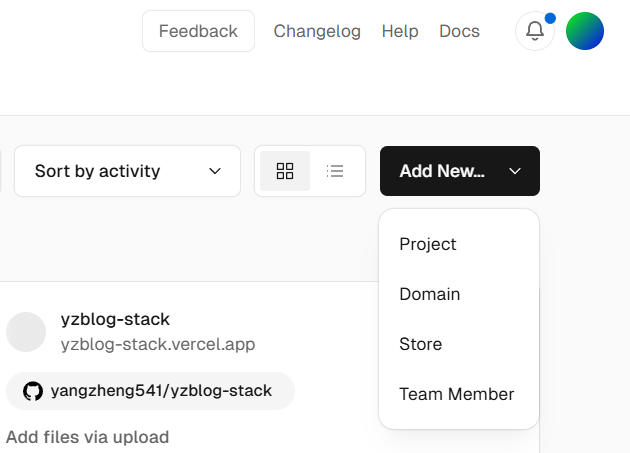 Feedback
Changelog
Help
Docs
Sort by activity
Add New...
Project
Domain
Store
Team Member
yzblog-stack
yzblog-stack.vercel.app
yangzheng541/yzblog-stack
Add files via upload